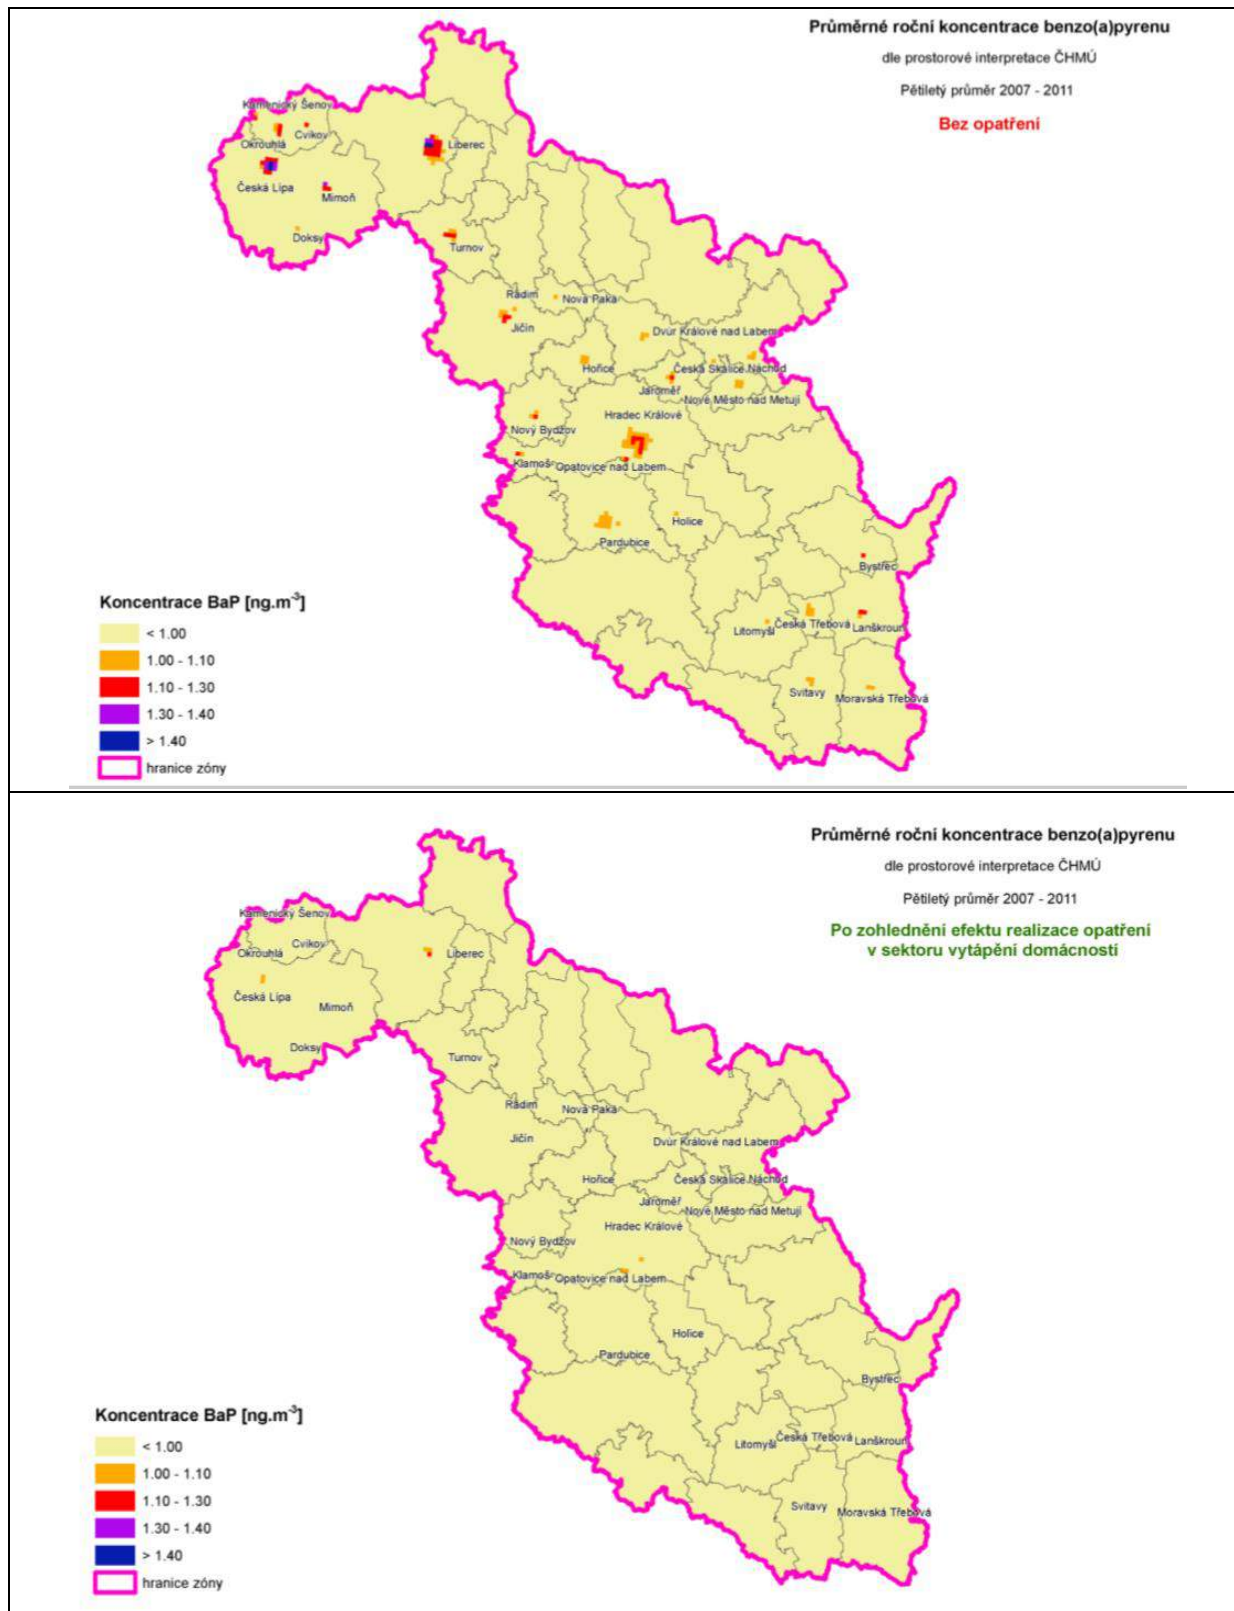 Průměrné roční koncentrace benzo(a)pyrenu
dle prostorové interpretace ČHMÚ
Pětiletý průměr 2007 - 2011
Bez opatření
Kamenický Šenov
Cvikov
Okrouhlá
Liberec
Česká Lípa
Mimoň
Doksy
Turnov
Radim
Nová Paka
Jičín
Dvůr Králové nad Labem
Hořice
Česká Skalice
Náchod
Jaroměř
Nové Město nad Metují
Hradec Králové
Nový Bydžov
Klamoš
Opatovice nad Labem
Holice
Pardubice
Bystřec
Litomyšl
Česká Třebová
Lanškroun
Svitavy
Moravská Třebová
Koncentrace BaP [ng.m-3]
< 1.00
1.00 - 1.10
1.10 - 1.30
1.30 - 1.40
> 1.40
hranice zóny
Průměrné roční koncentrace benzo(a)pyrenu
dle prostorové interpretace ČHMÚ
Pětiletý průměr 2007 - 2011
Po zohlednění efektu realizace opatření
v sektoru vytápění domácností
Kamenický Šenov
Cvikov
Okrouhlá
Liberec
Česká Lípa
Mimoň
Doksy
Turnov
Radim
Nová Paka
Jičín
Dvůr Králové nad Labem
Hořice
Česká Skalice
Náchod
Jaroměř
Nové Město nad Metují
Hradec Králové
Nový Bydžov
Klamoš
Opatovice nad Labem
Holice
Pardubice
Bystřec
Litomyšl
Česká Třebová
Lanškroun
Svitavy
Moravská Třebová
Koncentrace BaP [ng.m-3]
< 1.00
1.00 - 1.10
1.10 - 1.30
1.30 - 1.40
> 1.40
hranice zóny